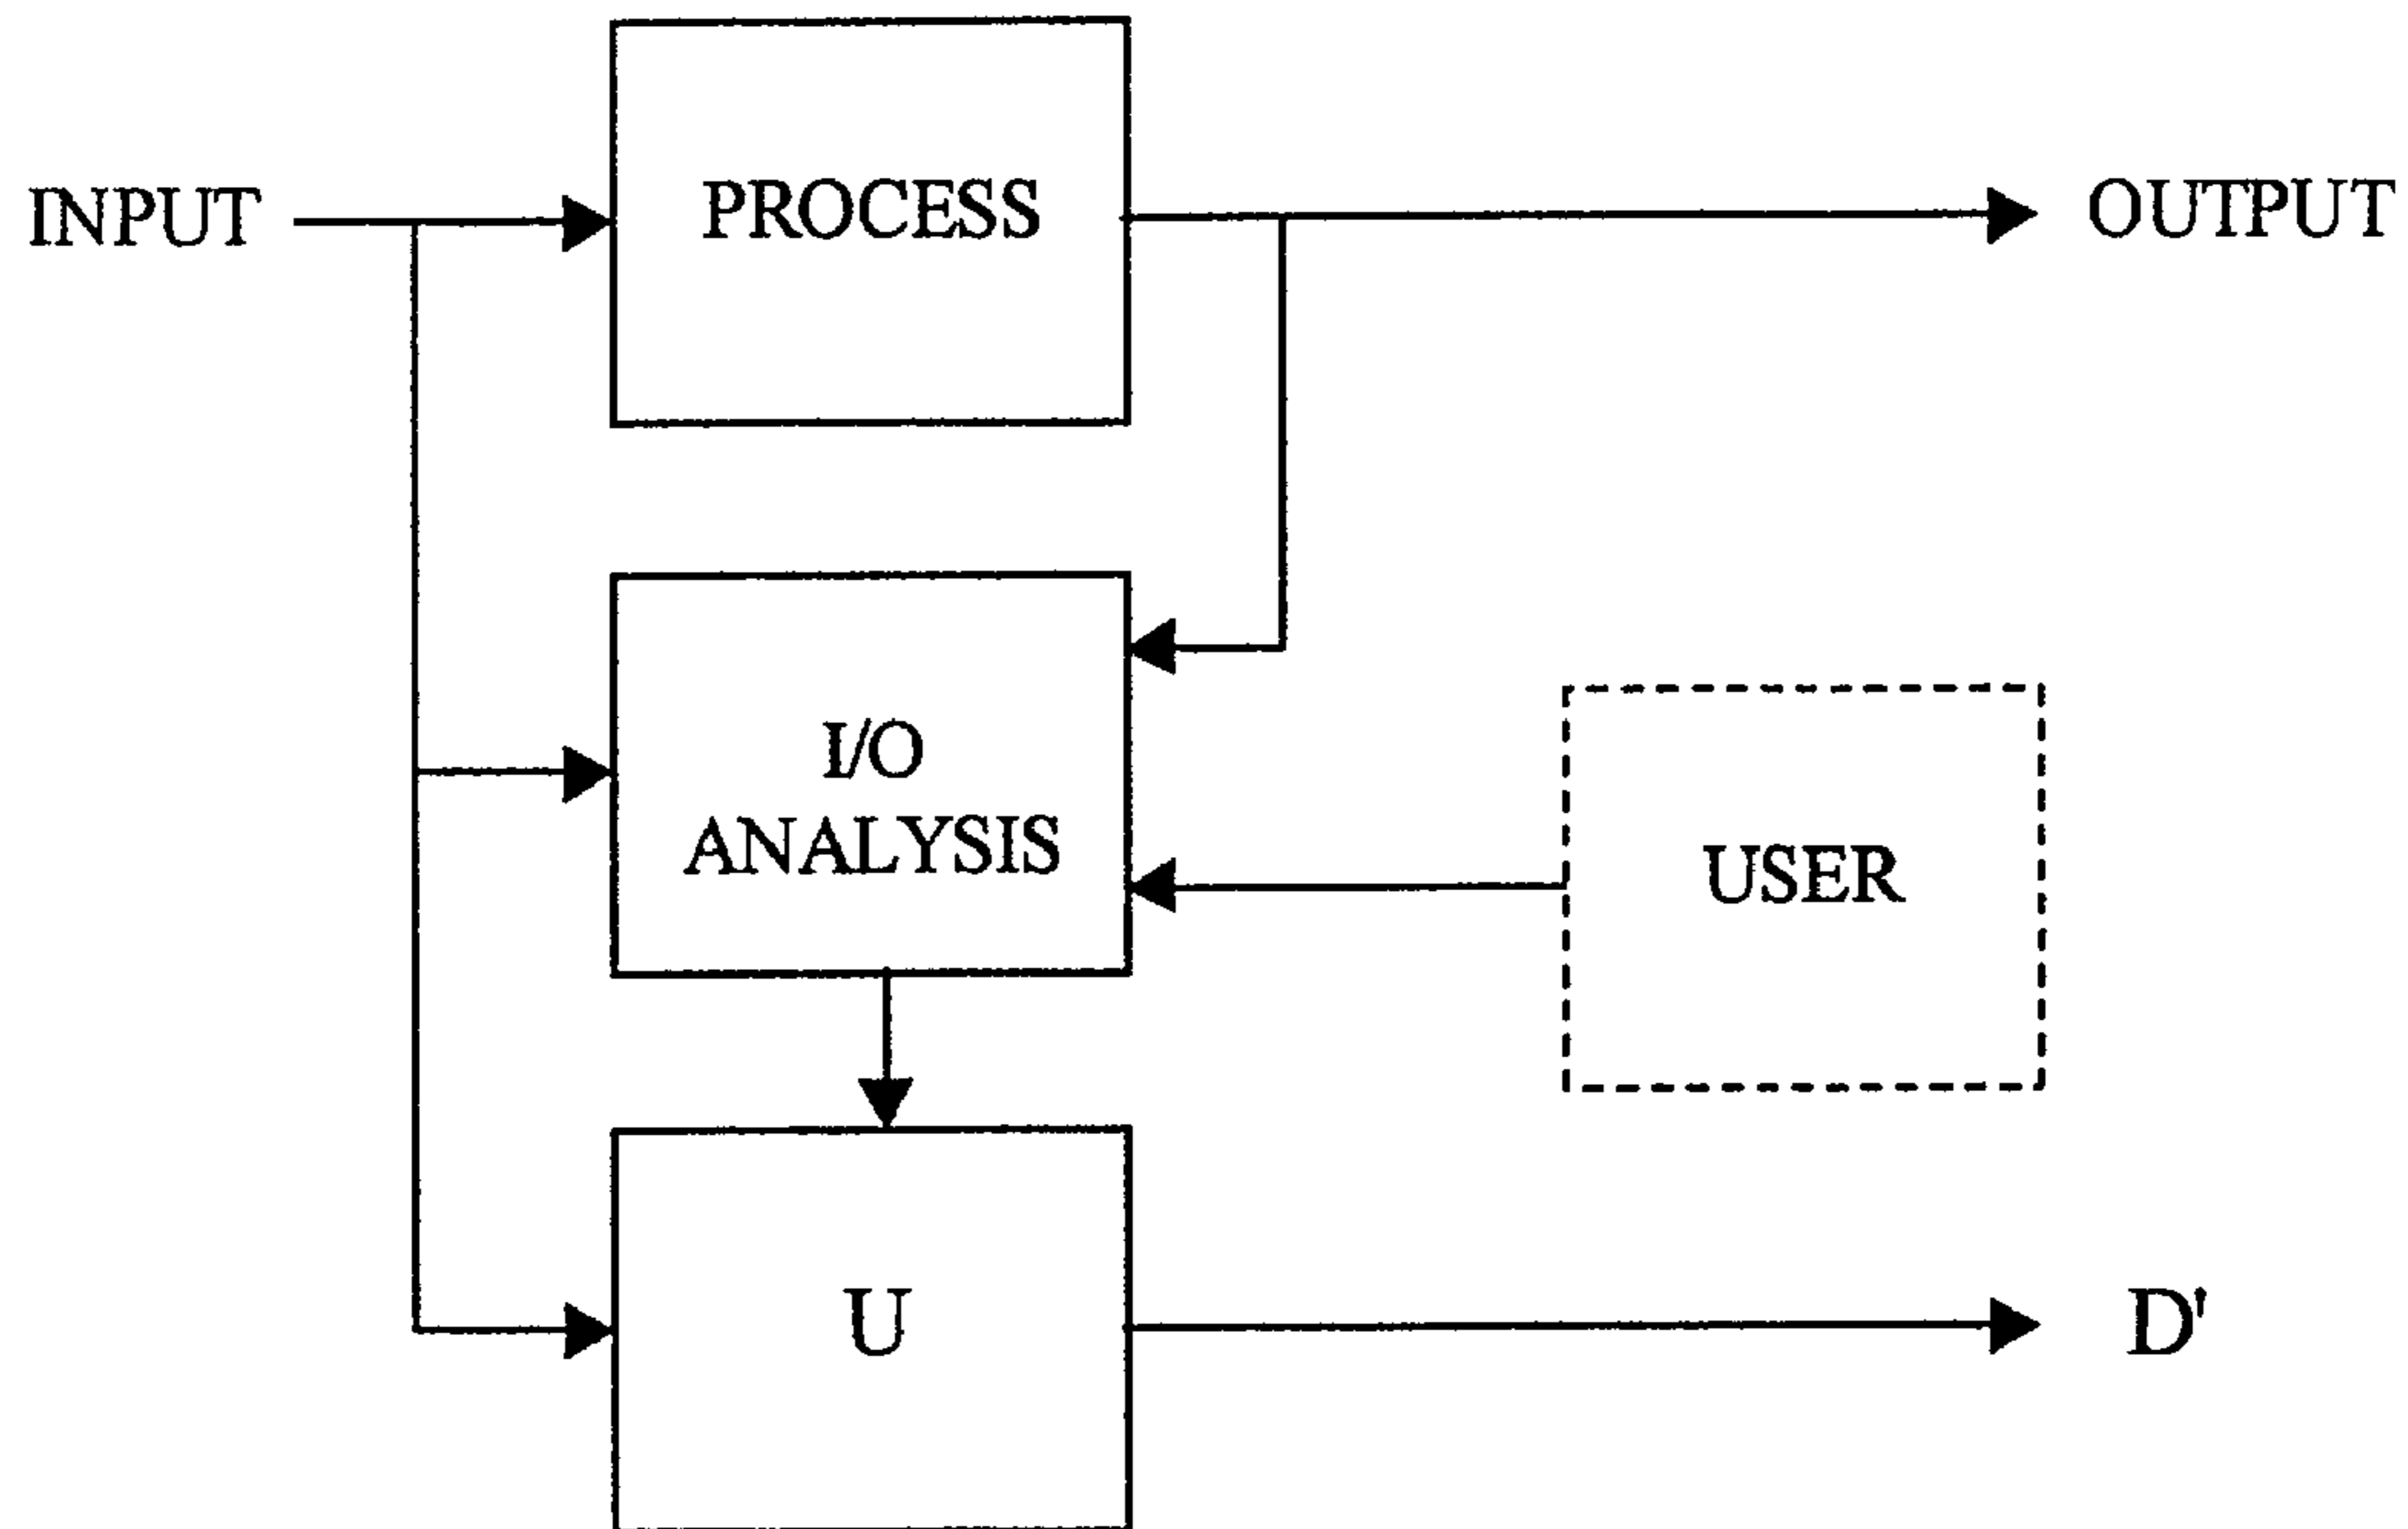 INPUT
PROCESS
OUTPUT
I/O
ANALYSIS
USER
U
D'